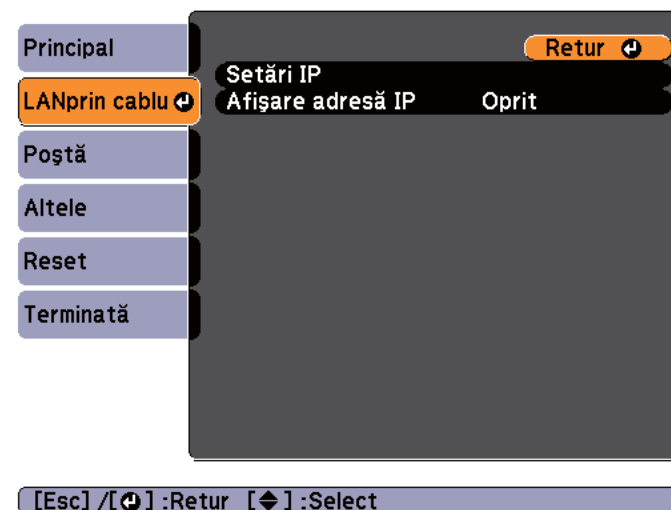 Principal
LANprin cablu
Poştă
Altele
Reset
Terminată
Retur
Setări IP
Afişare adresă IP Oprit
[Esc] /[ ] :Retur [ ] :Select